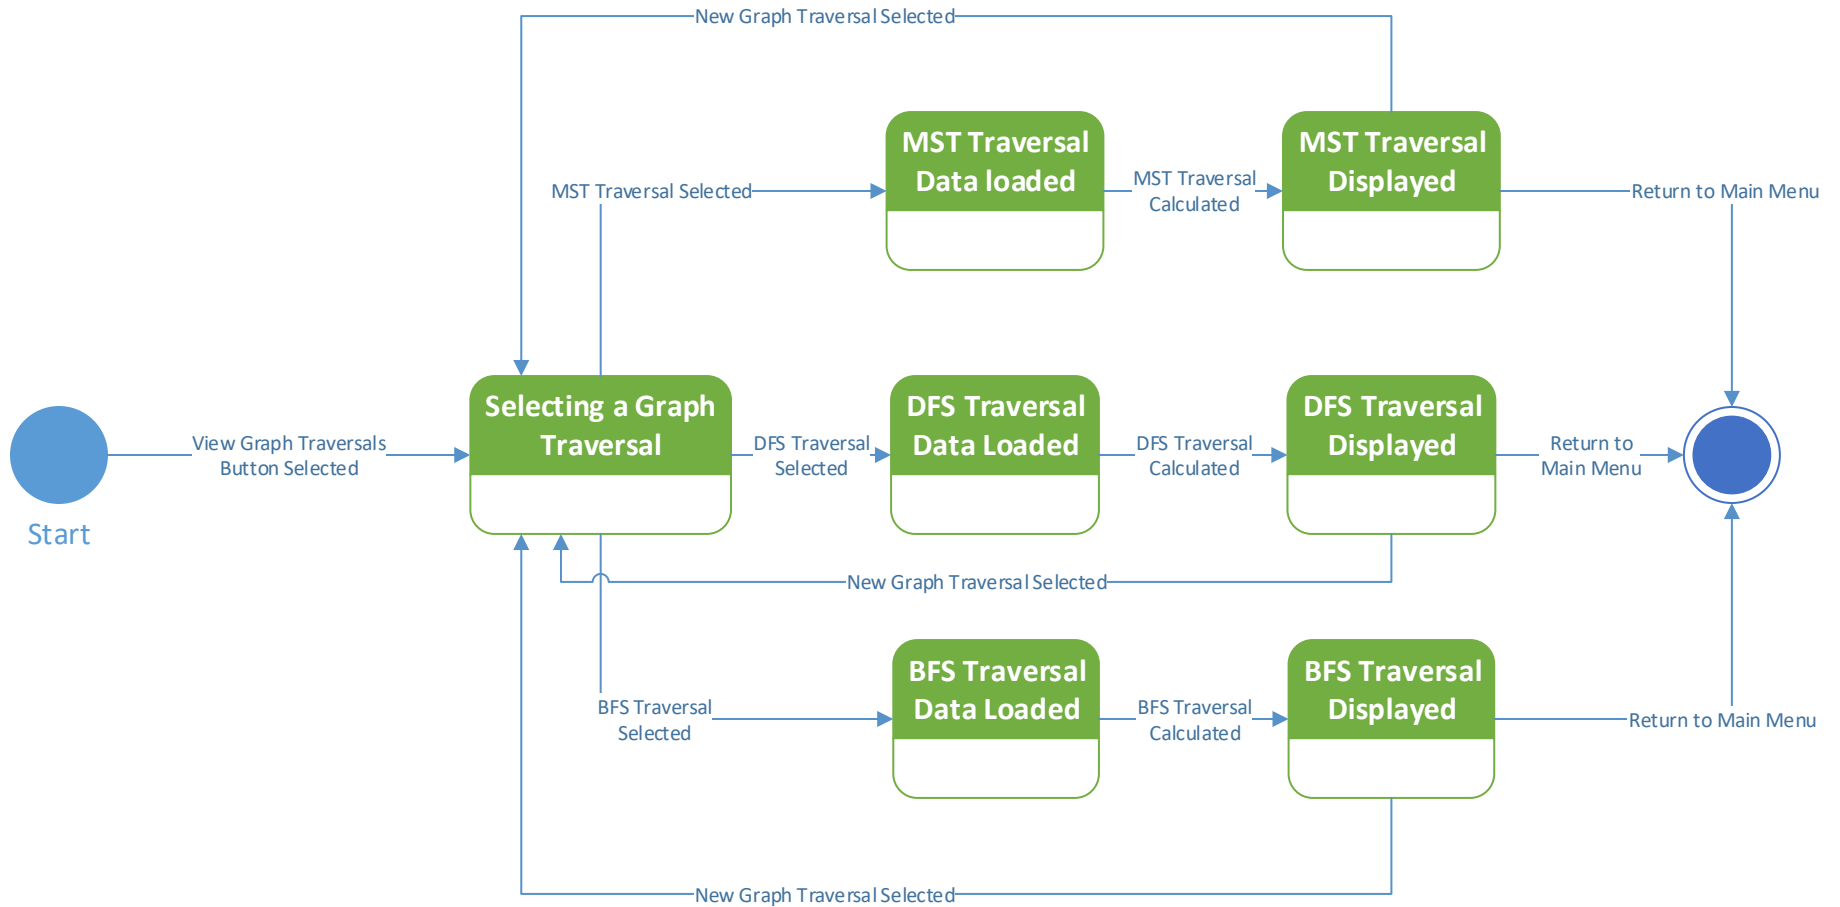 New Graph Traversal Selected
MST Traversal
Data loaded
MST Traversal
Displayed
MST Traversal Selected
MST Traversal
Calculated
Return to Main Menu
Selecting a Graph
Traversal
DFS Traversal
Data Loaded
DFS Traversal
Displayed
View Graph Traversals
Button Selected
DFS Traversal
Selected
DFS Traversal
Calculated
Return to
Main Menu
Start
New Graph Traversal Selected
BFS Traversal
Data Loaded
BFS Traversal
Displayed
BFS Traversal
Selected
BFS Traversal
Calculated
Return to Main Menu
New Graph Traversal Selected